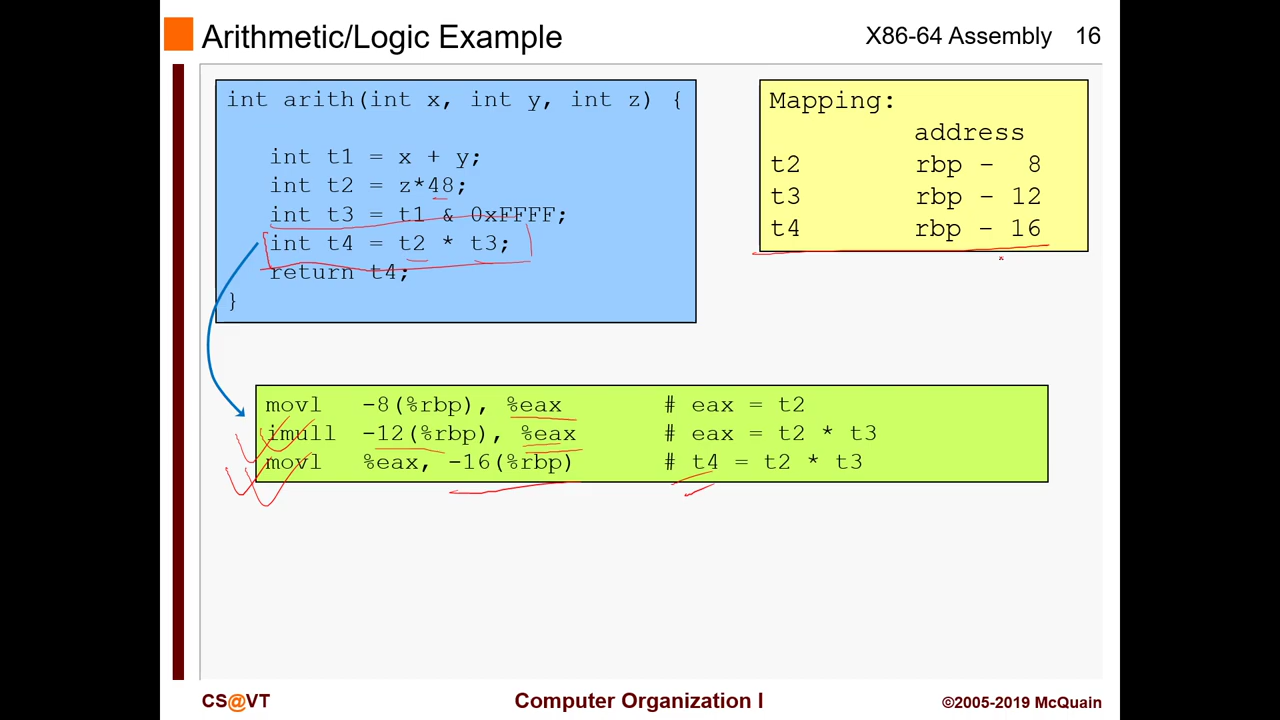 Arithmetic/Logic Example
X86-64 Assembly 16
int arith(int x, int y, int z) {
int t1 = x + y;
int t2 = z*48;
int t3 = t1 & 0xFFFF;
int t4 = t2 * t3;
return t4;
}
Mapping:
address
t2 rbp - 8
t3 rbp - 12
t4 rbp - 16
movl -8(%rbp), %eax # eax = t2
imull -12(%rbp), %eax # eax = t2 * t3
movl %eax, -16(%rbp) # t4 = t2 * t3
CS@VT
Computer Organization I
©2005-2019 McQuain